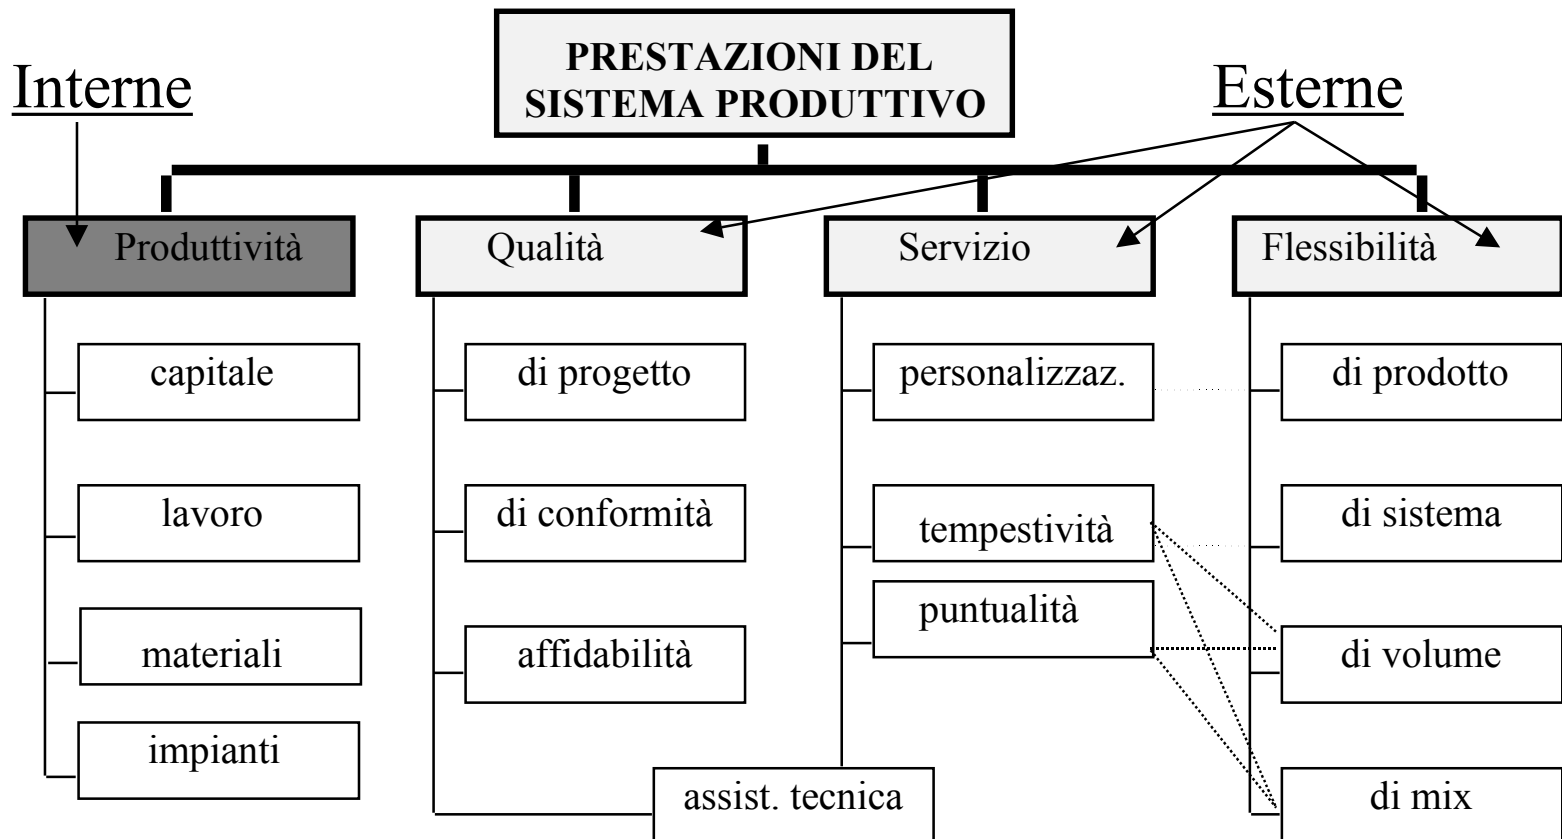 PRESTAZIONI DEL
SISTEMA PRODUTTIVO
Interne
Esterne
Produttività
Qualità
Servizio
Flessibilità
capitale
di progetto
personalizzaz.
di prodotto
lavoro
di conformità
tempestività
di sistema
puntualità
materiali
affidabilità
di volume
impianti
assist. tecnica
di mix